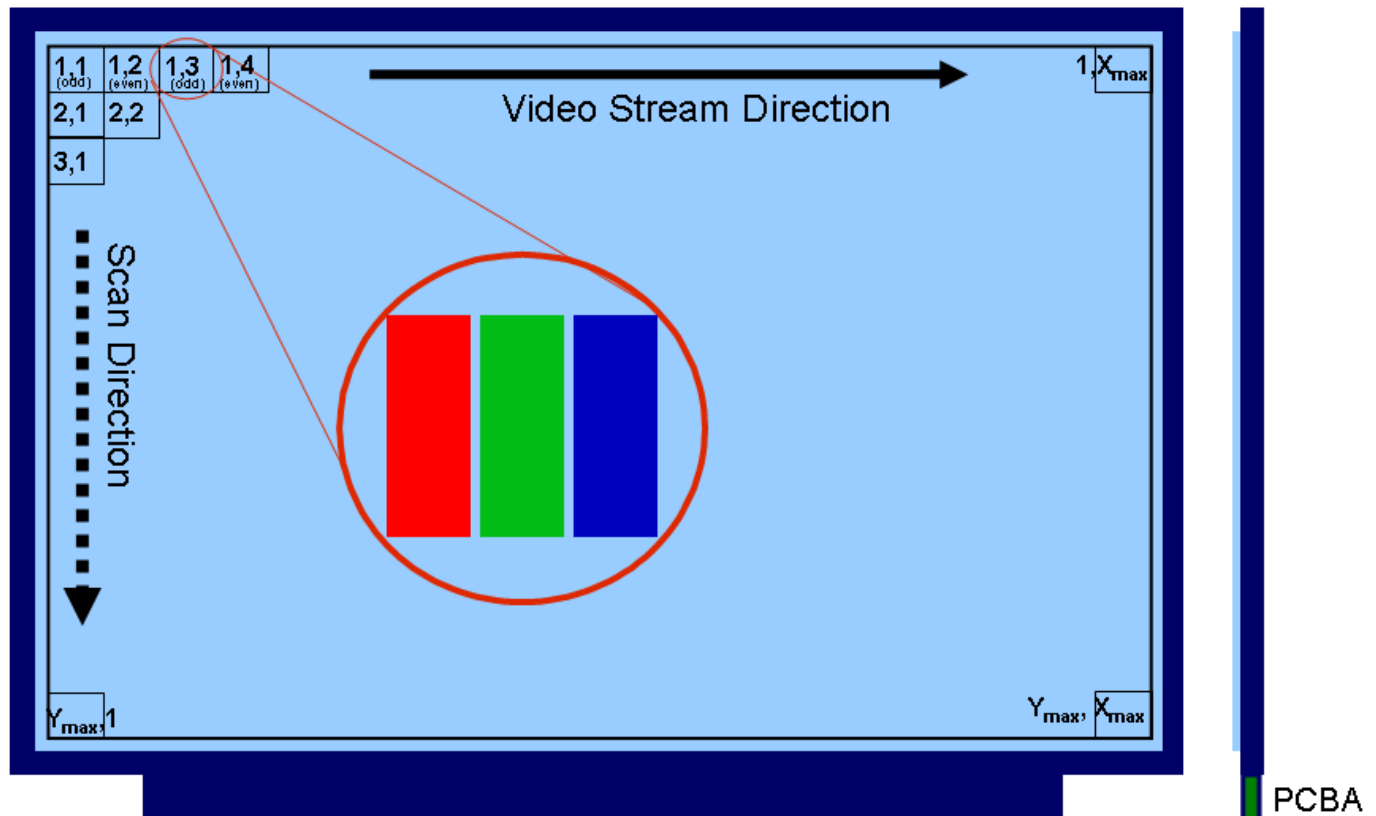 1,1 1,2 1,3 1,4 1,Xmax
(odd) (even) (odd) (even)
Video Stream Direction
2,1 2,2
3,1
Scan Direction
Ymax,1 Ymax, Xmax
PCBA